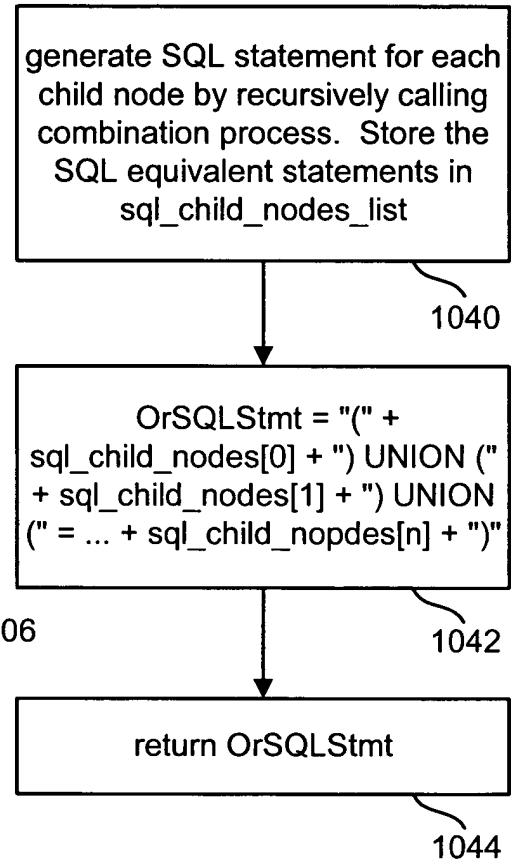 generate SQL statement for each
child node by recursively calling
combination process. Store the
SQL equivalent statements in
sql_child_nodes_list
1040
OrSQLStmt = "(" +
sql_child_nodes[0] + ") UNION ("
+ sql_child_nodes[1] + ") UNION
(" = ... + sql_child_nopdes[n] + ")"
06
1042
return OrSQLStmt
1044